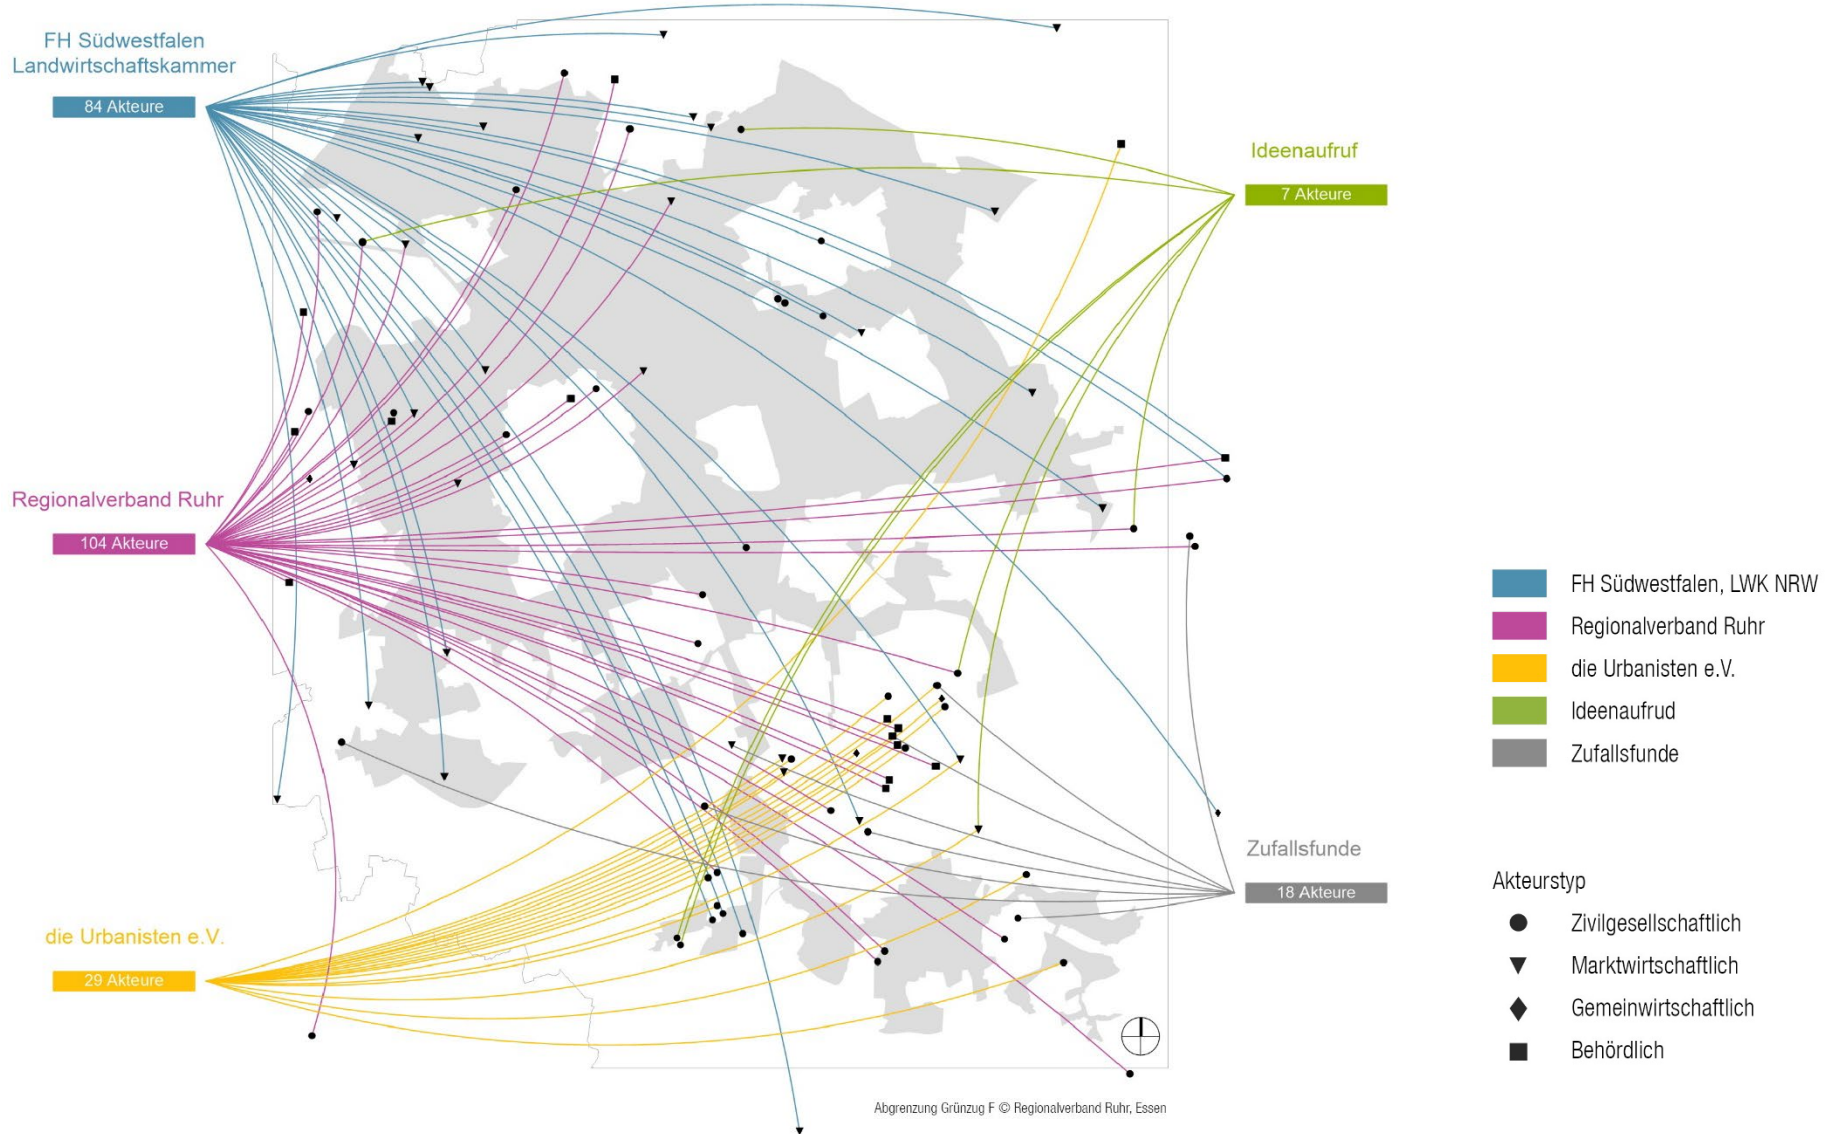 FH Südwestfalen
Landwirtschaftskammer
84 Akteure
Ideenaufruf
7 Akteure
Regionalverband Ruhr
104 Akteure
die Urbanisten e.V.
29 Akteure
Zufallsfunde
18 Akteure
FH Südwestfalen, LWK NRW
Regionalverband Ruhr
die Urbanisten e.V.
Ideenaufrud
Zufallsfunde
Akteurstyp
Zivilgesellschaftlich
Marktwirtschaftlich
Gemeinwirtschaftlich
Behördlich
Abgrenzung Grünzug F © Regionalverband Ruhr, Essen